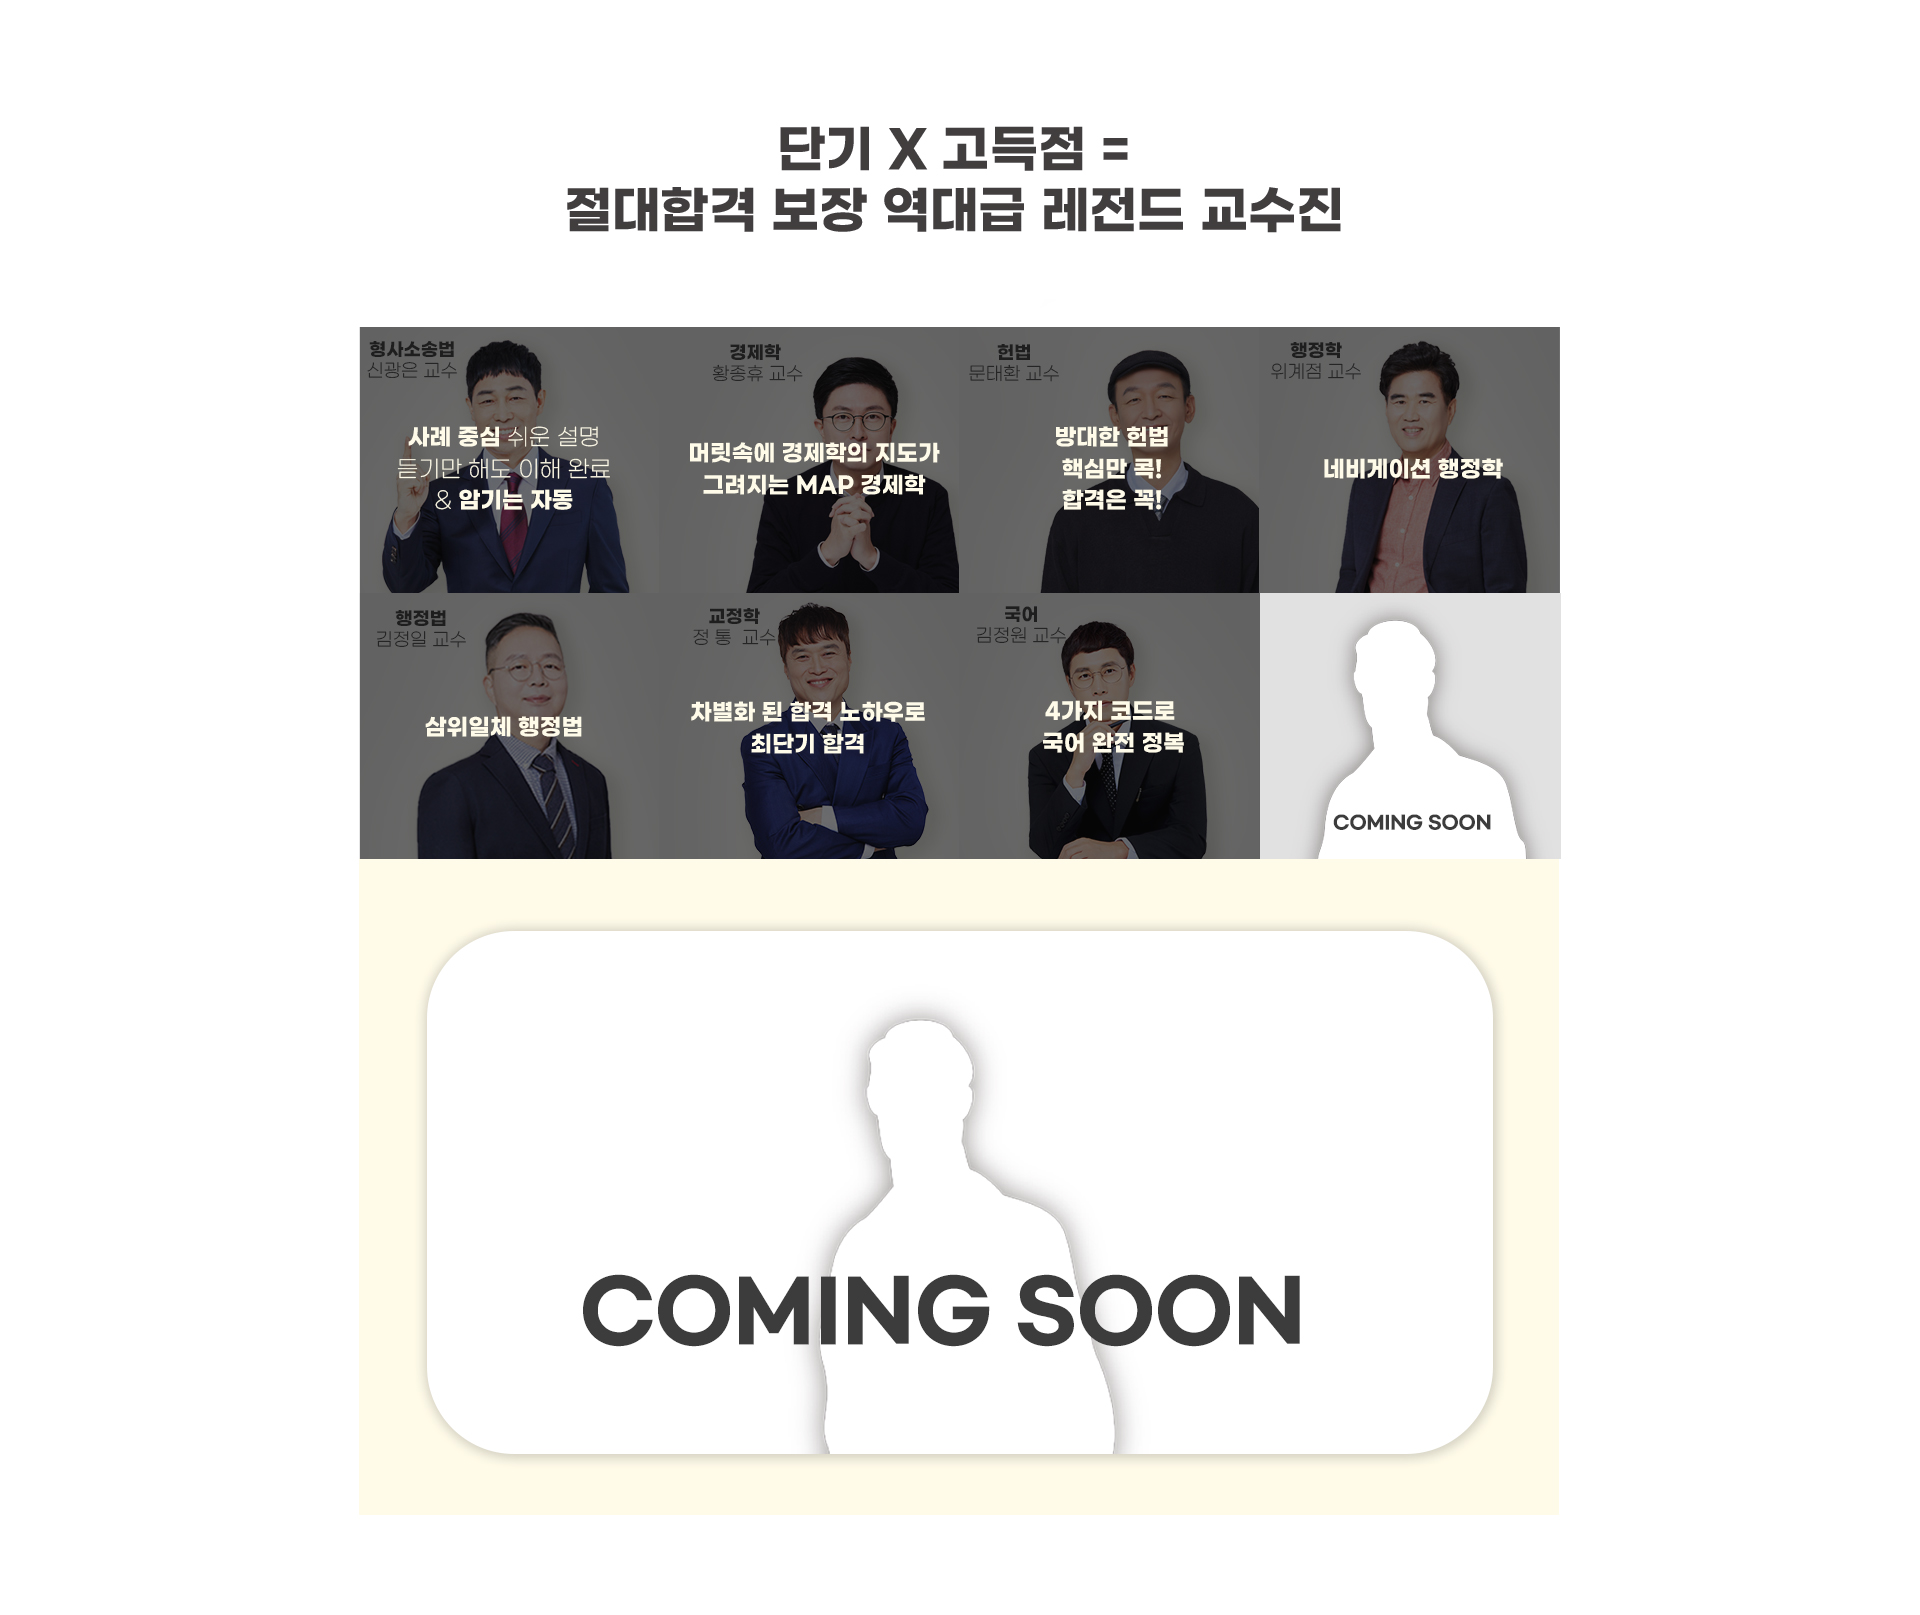 단기 X 고득점 =
절대합격 보장 역대급 레전드 교수진
형사소송법
신광은 교수
사례 중심 쉬운 설명
듣기만 해도 이해 완료
& 암기는 자동
경제학
황종휴 교수
머릿속에 경제학의 지도가
그려지는 MAP 경제학
헌법
문태환 교수
방대한 헌법
핵심만 콕!
합격은 꼭!
행정학
위계점 교수
네비게이션 행정학
행정법
김정일 교수
삼위일체 행정법
교정학
정 통 교수
차별화 된 합격 노하우로
최단기 합격
국어
김정원 교수
4가지 코드로
국어 완전 정복
COMING SOON
COMING SOON